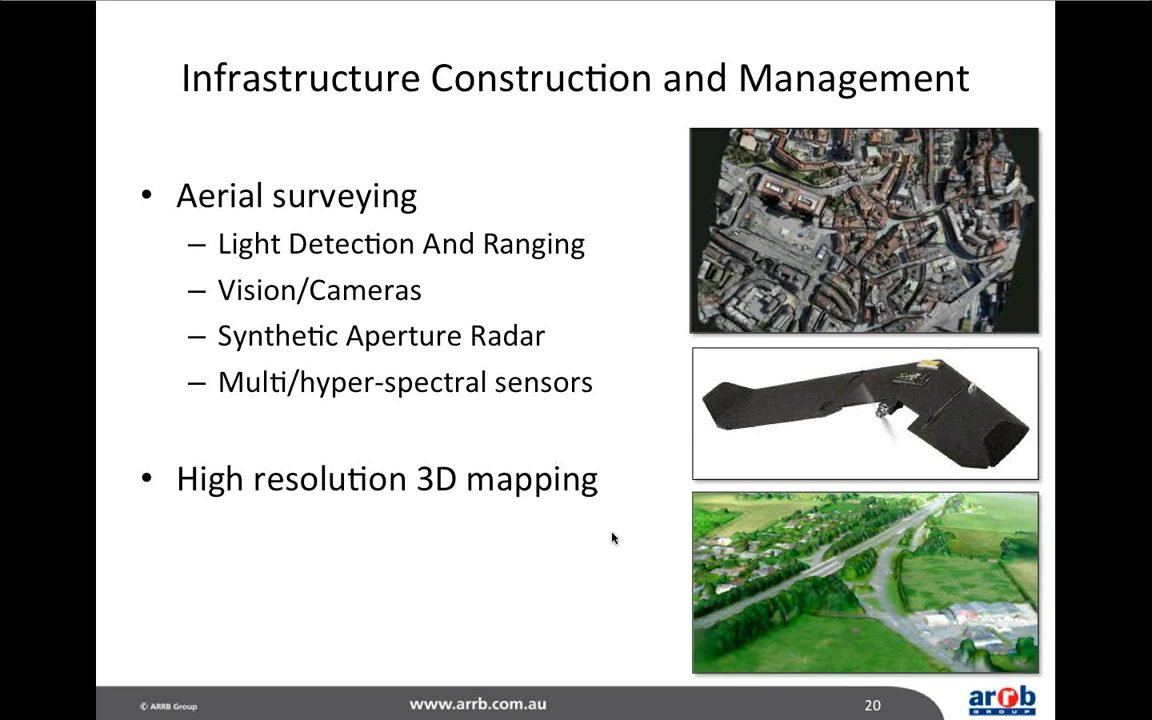 Infrastructure Construction and Management
• Aerial surveying
– Light Detection And Ranging
– Vision/Cameras
– Synthetic Aperture Radar
– Multi/hyper-spectral sensors
• High resolution 3D mapping
© ARRB Group
www.arrb.com.au
20
arrb
GROUP